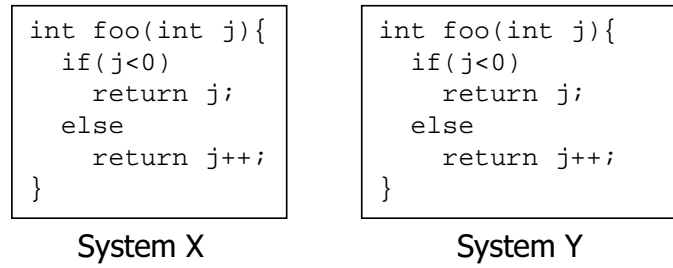 int foo(int j){
  if(j<0)
    return j;
  else
    return j++;
}
System X
int foo(int j){
  if(j<0)
    return j;
  else
    return j++;
}
System Y